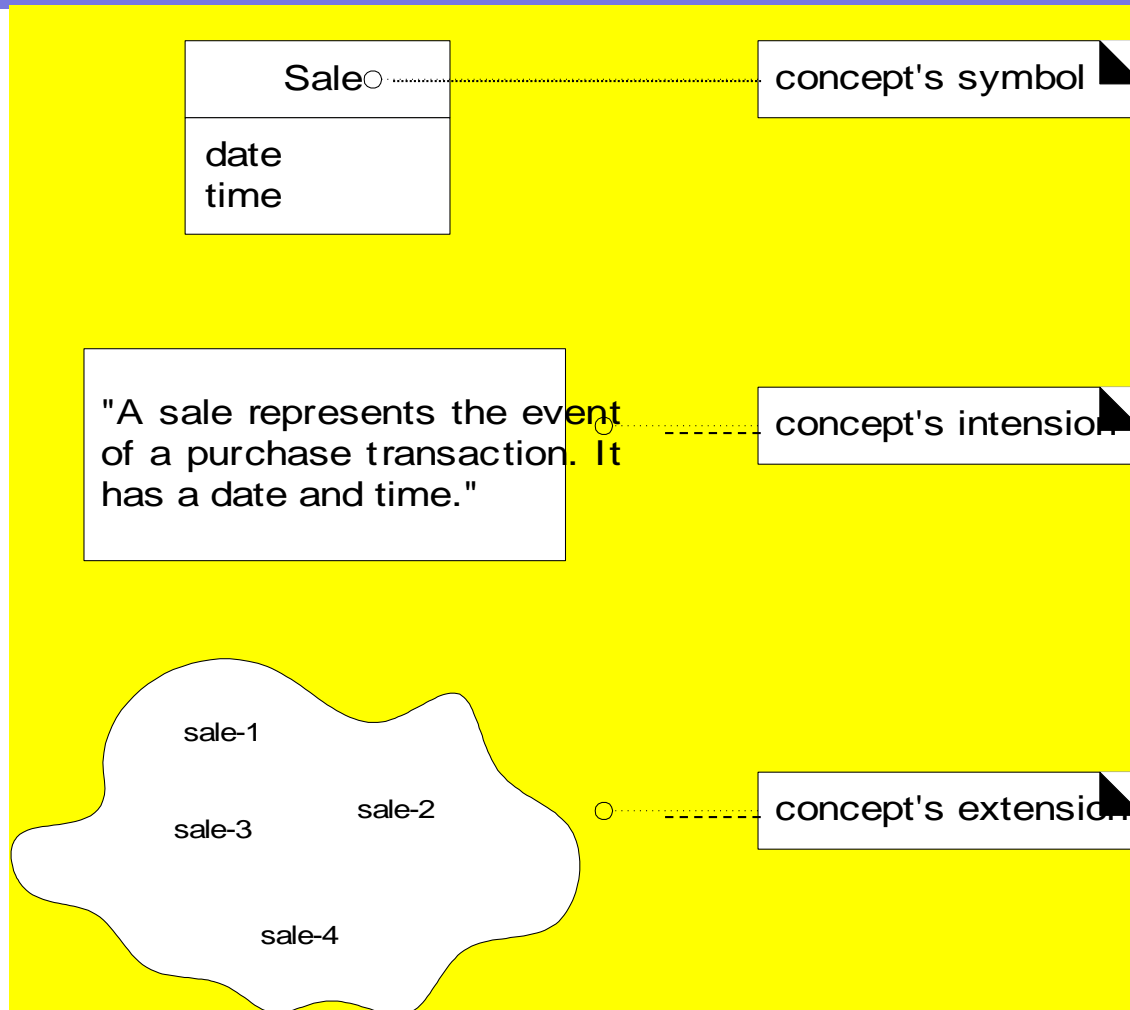 Sale
concept's symbol
date
time
"A sale represents the event
of a purchase transaction. It
has a date and time."
concept's intension
sale-1
sale-2
sale-3
concept's extension
sale-4